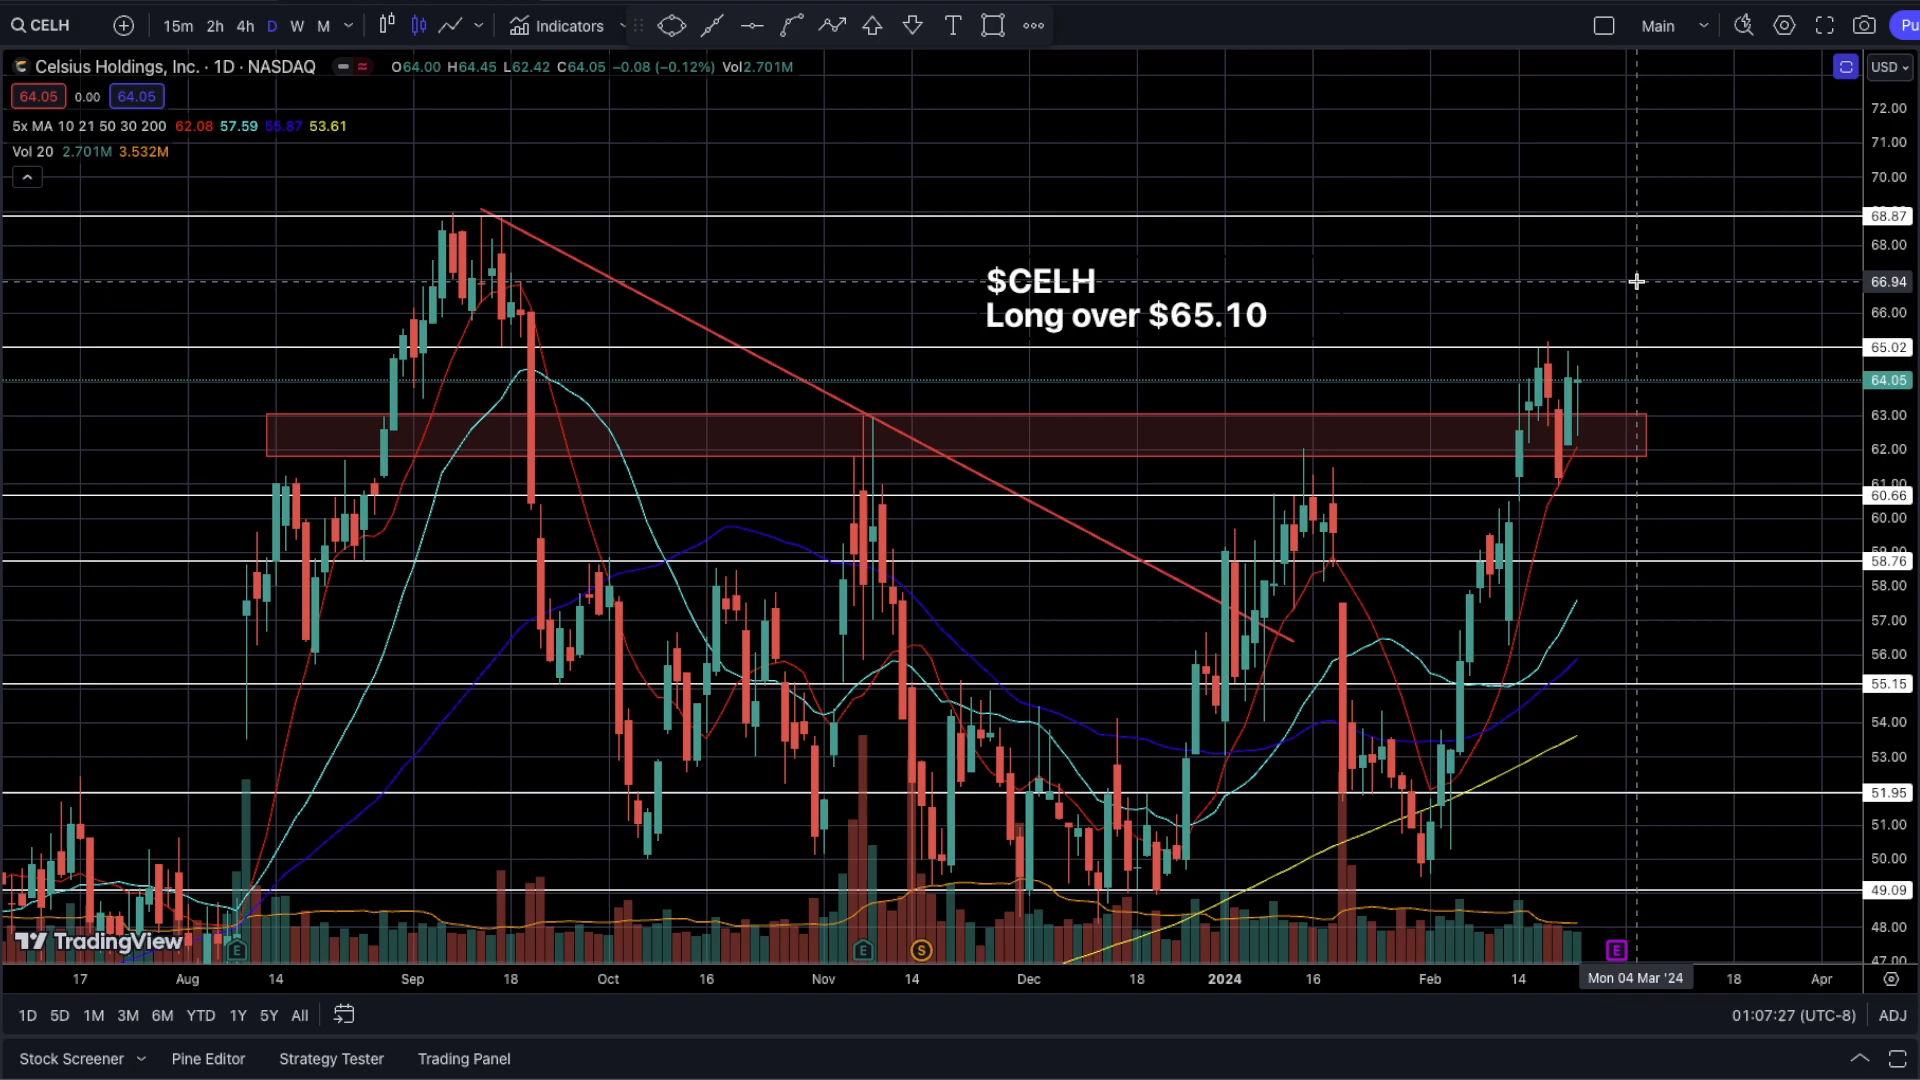 CELH 15m 2h 4h D W M Indicators T Main Pu
Celsius Holdings, Inc. · 1D · NASDAQ O64.00 H64.45 L62.42 C64.05 −0.08 (−0.12%) Vol2.701M USD
64.05 0.00 64.05
5x MA 10 21 50 30 200 62.08 57.59 55.87 53.61
Vol 20 2.701M 3.532M
$CELH
Long over $65.10
72.00
71.00
70.00
68.87
68.00
66.94
66.00
65.02
64.05
63.00
62.00
61.00
60.66
60.00
59.00
58.76
58.00
57.00
56.00
55.15
54.00
53.00
51.95
51.00
50.00
49.09
48.00
47.00
TradingView
E E S E
17 Aug 14 Sep 18 Oct 16 Nov 14 Dec 18 2024 16 Feb 14 Mon 04 Mar '24 18 Apr
1D 5D 1M 3M 6M YTD 1Y 5Y All 01:07:27 (UTC-8) ADJ
Stock Screener Pine Editor Strategy Tester Trading Panel